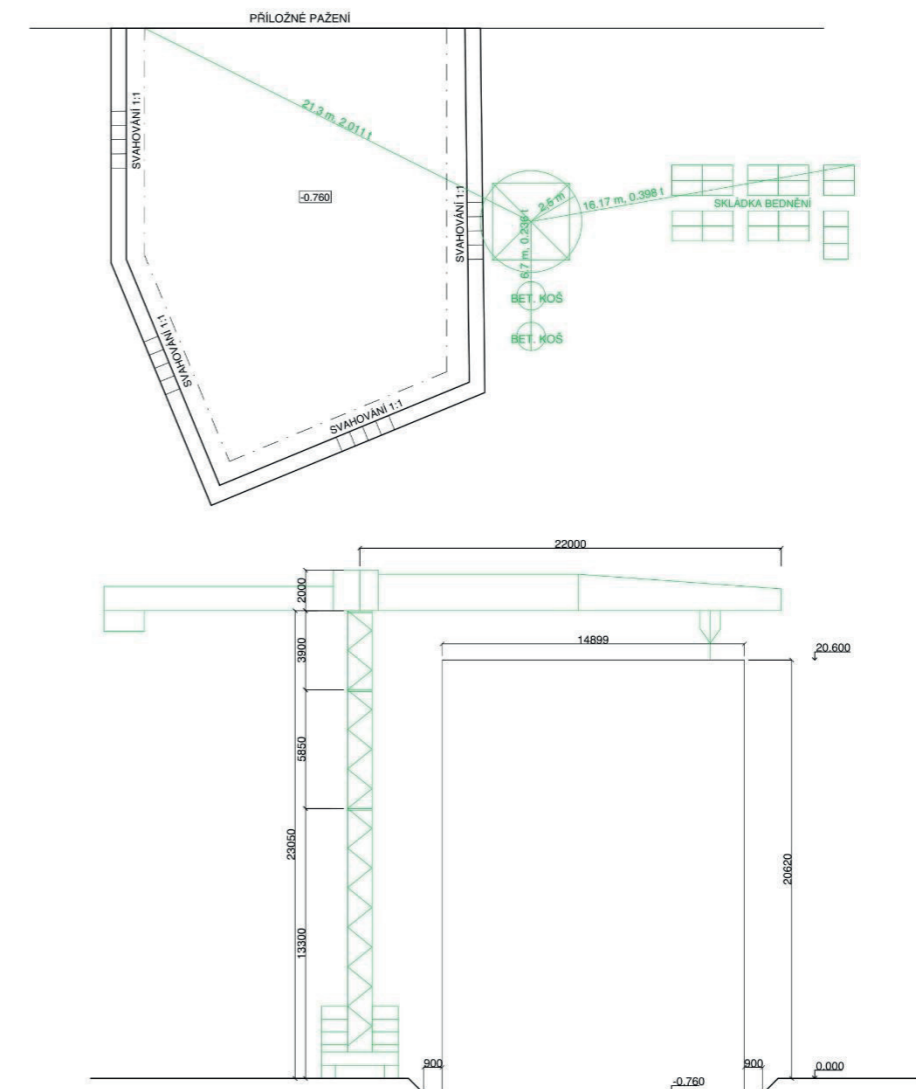 PŘÍLOŽNÉ PAŽENÍ
SVAHOVÁNÍ 1:1
21.3 m, 2.011 t
-0.760
SVAHOVÁNÍ 1:1
2.5 m
16.17 m, 0.398 t
SKLÁDKA BEDNĚNÍ
6.7 m, 0.236 t
BET. KOŠ
BET. KOŠ
SVAHOVÁNÍ 1:1
SVAHOVÁNÍ 1:1
22000
2000
3900
14899
20.600
5850
23050
20620
13300
900
900
0.000
-0.760